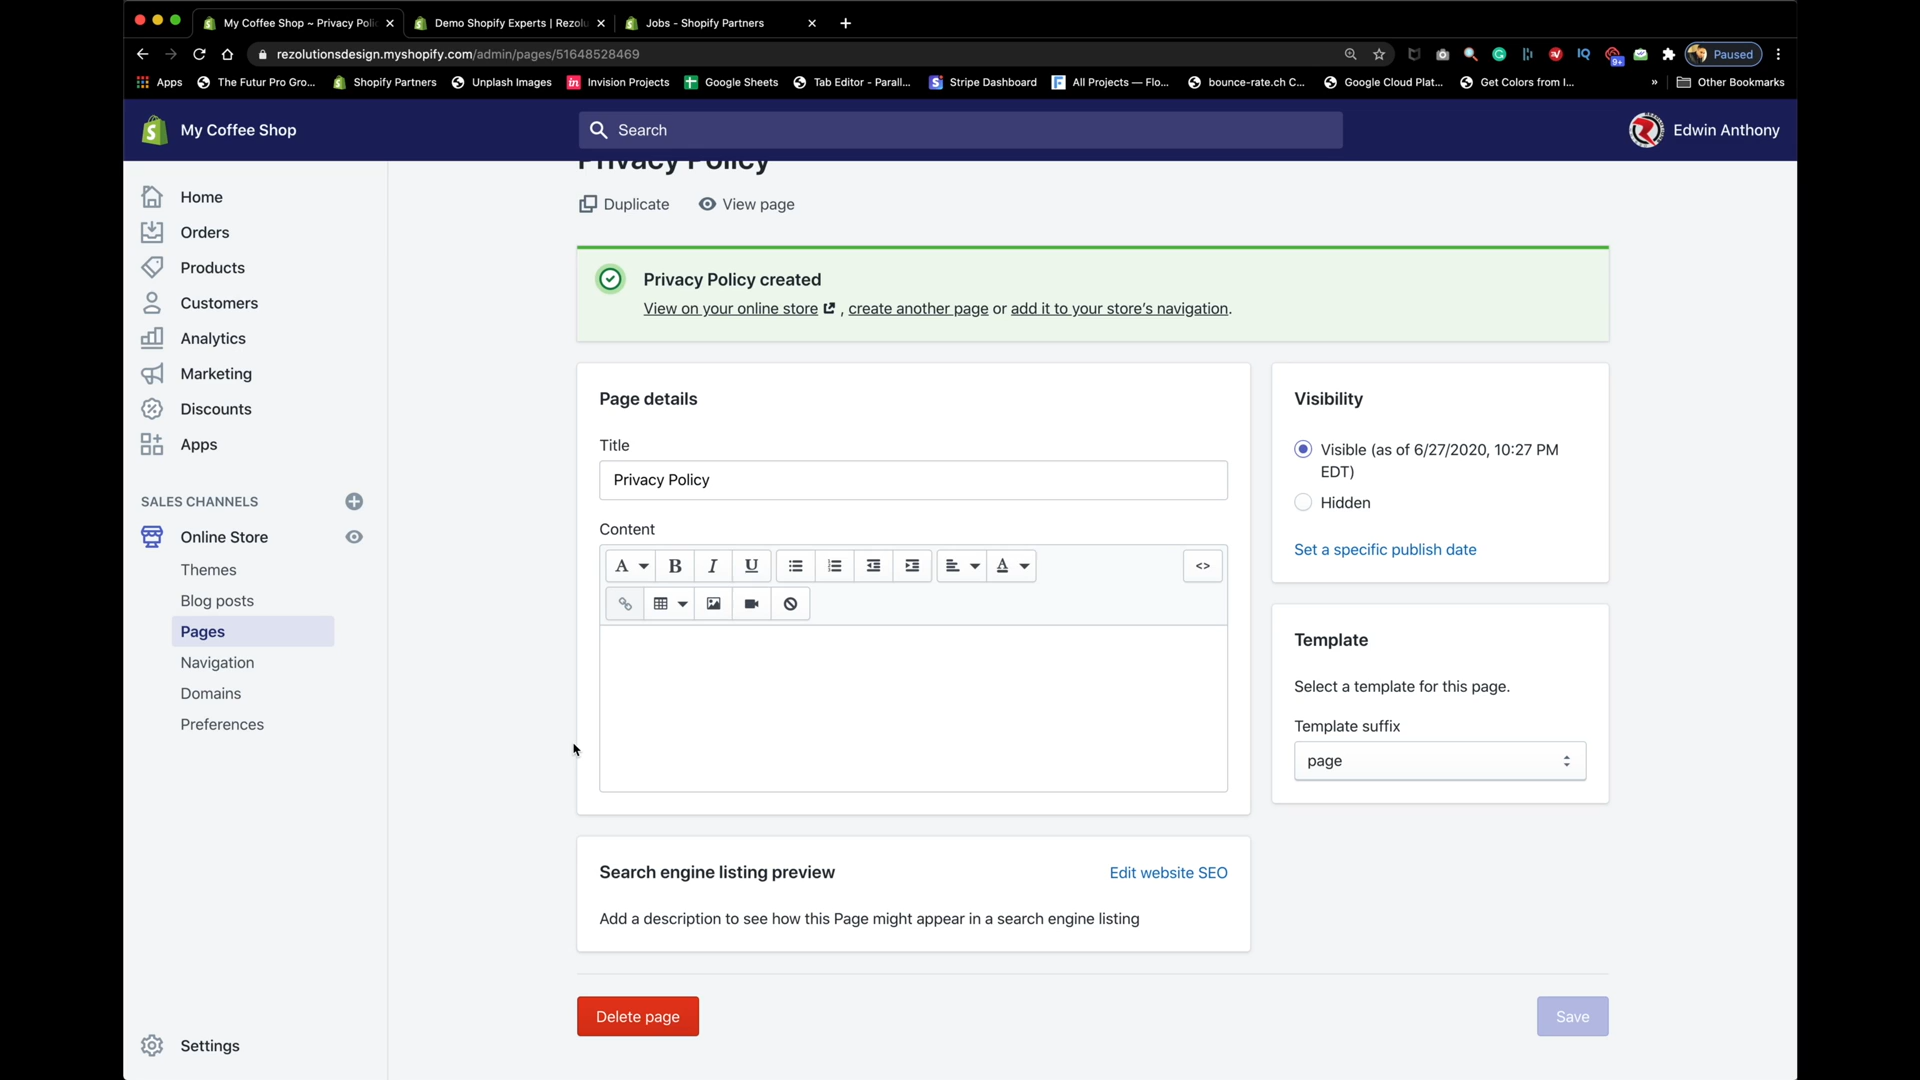 My Coffee Shop ~ Privacy Poli
Demo Shopify Experts | Rezolu
Jobs - Shopify Partners
rezolutionsdesign.myshopify.com/admin/pages/51648528469
9+
Paused
Apps
The Futur Pro Gro...
Shopify Partners
Unplash Images
in
Invision Projects
Google Sheets
Tab Editor - Parall...
Stripe Dashboard
All Projects — Flo...
bounce-rate.ch C...
Google Cloud Plat...
Get Colors from I...
»
Other Bookmarks
My Coffee Shop
Search
Edwin Anthony
Privacy Policy
Duplicate
View page
Home
Orders
Products
Customers
Analytics
Marketing
Discounts
Apps
SALES CHANNELS
Online Store
Themes
Blog posts
Pages
Navigation
Domains
Preferences
Settings
Privacy Policy created
View on your online store , create another page or add it to your store's navigation.
Page details
Title
Privacy Policy
Content
A B I U A <>
Search engine listing preview
Edit website SEO
Add a description to see how this Page might appear in a search engine listing
Visibility
Visible (as of 6/27/2020, 10:27 PM
EDT)
Hidden
Set a specific publish date
Template
Select a template for this page.
Template suffix
page
Delete page
Save